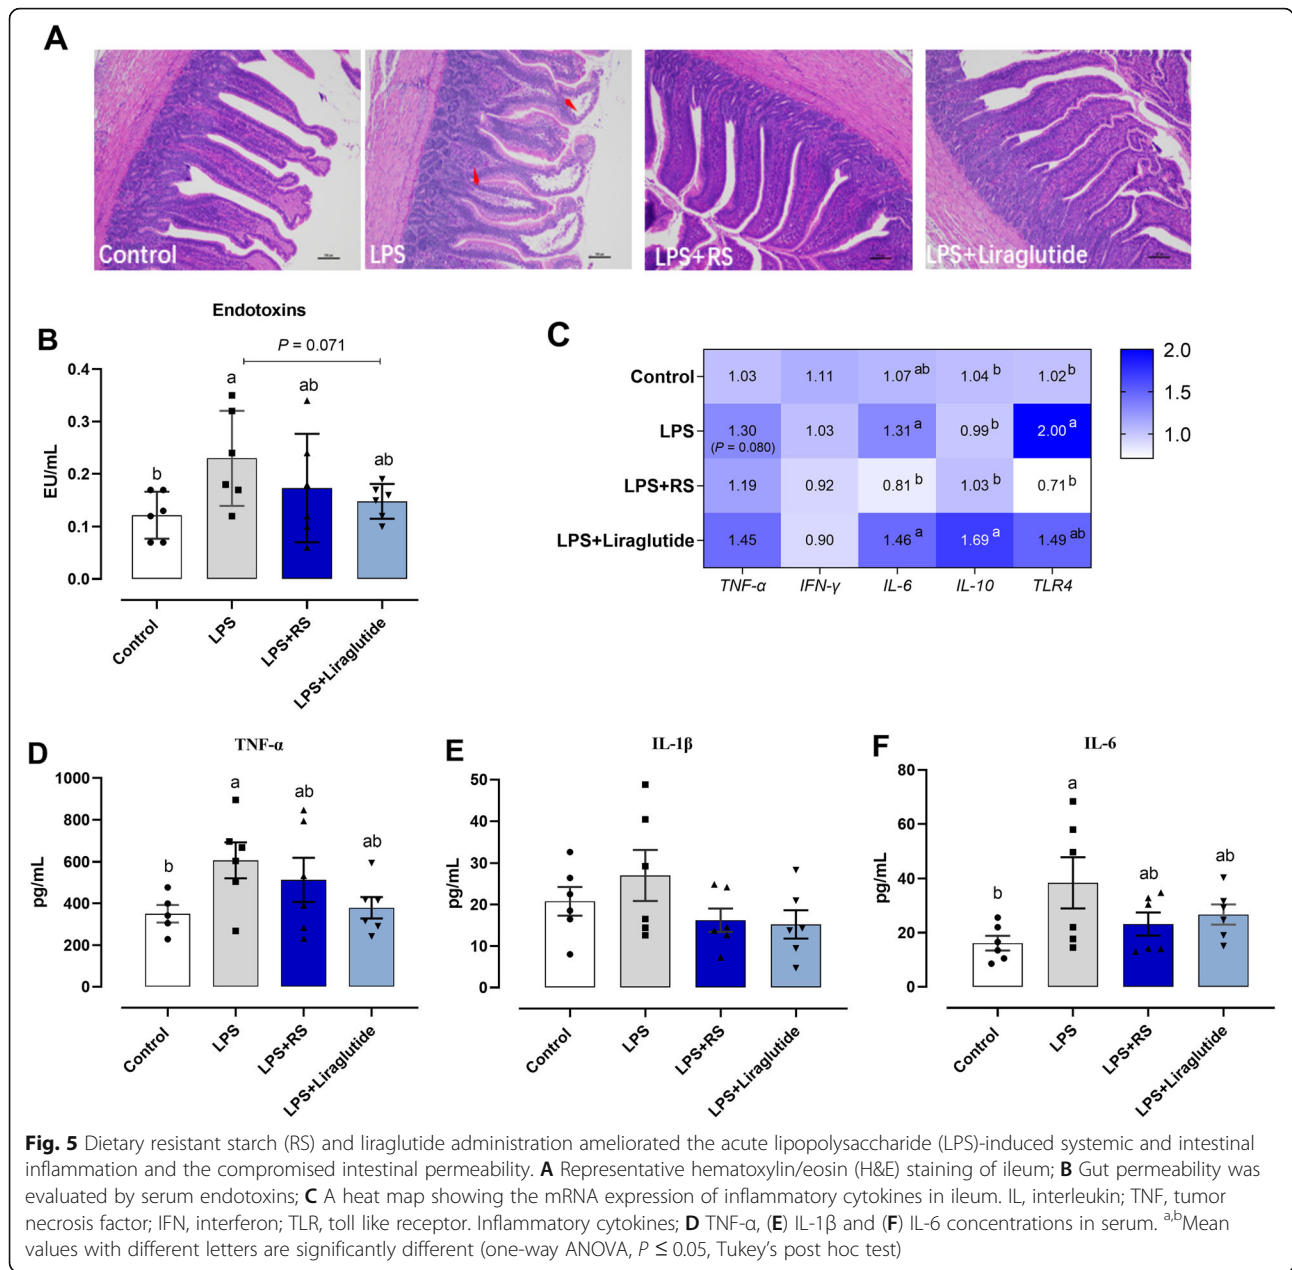 A
Control
LPS
LPS+RS
LPS+Liraglutide
B
Endotoxins
P = 0.071
EU/mL
0.4
0.3
0.2
0.1
0.0
b
a
ab
ab
Control
LPS
LPS+RS
LPS+Liraglutide
C
Control 1.03 1.11 1.07 ab 1.04 b 1.02 b
LPS 1.30 1.03 1.31 a 0.99 b 2.00 a
(P = 0.080)
LPS+RS 1.19 0.92 0.81 b 1.03 b 0.71 b
LPS+Liraglutide 1.45 0.90 1.46 a 1.69 a 1.49 ab
TNF-α IFN-γ IL-6 IL-10 TLR4
2.0
1.0
D
TNF-α
pg/mL
1000
800
600
400
200
0
b
a
ab
ab
Control
LPS
LPS+RS
LPS+Liraglutide
E
IL-1β
pg/mL
50
40
30
20
10
0
Control
LPS
LPS+RS
LPS+Liraglutide
F
IL-6
pg/mL
80
60
40
20
0
b
a
ab
ab
Control
LPS
LPS+RS
LPS+Liraglutide
Fig. 5 Dietary resistant starch (RS) and liraglutide administration ameliorated the acute lipopolysaccharide (LPS)-induced systemic and intestinal
inflammation and the compromised intestinal permeability. A Representative hematoxylin/eosin (H&E) staining of ileum; B Gut permeability was
evaluated by serum endotoxins; C A heat map showing the mRNA expression of inflammatory cytokines in ileum. IL, interleukin; TNF, tumor
necrosis factor; IFN, interferon; TLR, toll like receptor. Inflammatory cytokines; D TNF-α, (E) IL-1β and (F) IL-6 concentrations in serum. a,bMean
values with different letters are significantly different (one-way ANOVA, P ≤ 0.05, Tukey's post hoc test)